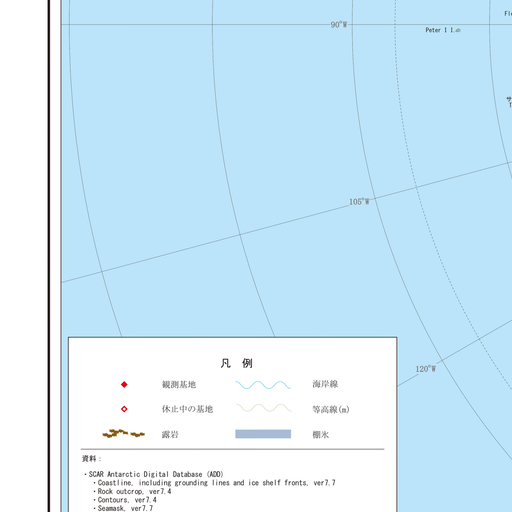 90°W
Peter I I.
105°W
120°W
凡 例
観測基地
海岸線
休止中の基地
等高線(m)
露岩
棚氷
資料：
・SCAR Antarctic Digital Database (ADD)
・Coastline, including grounding lines and ice shelf fronts, ver7.7
・Rock outcrop, ver7.4
・Contours, ver7.4
・Seamask, ver7.7